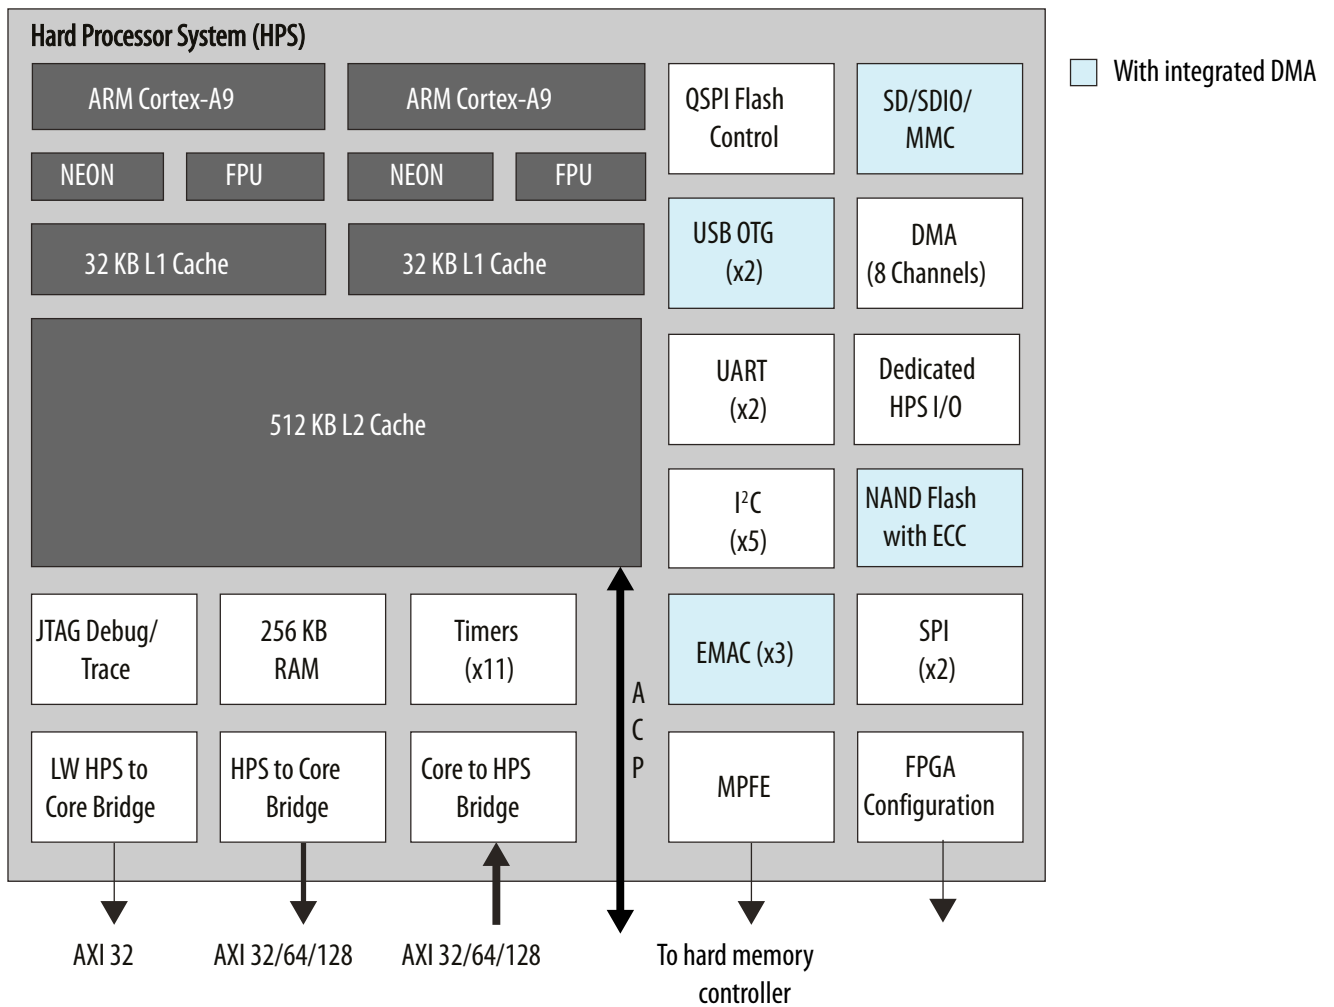 Hard Processor System (HPS)
With integrated DMA
ARM Cortex-A9
ARM Cortex-A9
NEON
FPU
NEON
FPU
32 KB L1 Cache
32 KB L1 Cache
512 KB L2 Cache
QSPI Flash
Control
SD/SDIO/
MMC
USB OTG
(x2)
DMA
(8 Channels)
UART
(x2)
Dedicated
HPS I/O
I²C
(x5)
NAND Flash
with ECC
JTAG Debug/
Trace
256 KB
RAM
Timers
(x11)
A
C
P
EMAC (x3)
SPI
(x2)
LW HPS to
Core Bridge
HPS to Core
Bridge
Core to HPS
Bridge
MPFE
FPGA
Configuration
AXI 32
AXI 32/64/128
AXI 32/64/128
To hard memory
controller